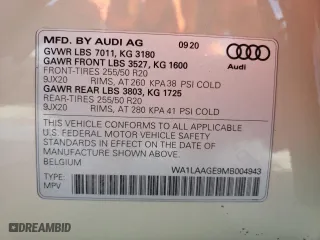 MFD. BY AUDI AG 09 20
GVWR LBS 7011, KG 3180
GAWR FRONT LBS 3527, KG 1600
FRONT-TIRES 255/50 R20
9JX20 RIMS, AT 260 KPA 38 PSI COLD
GAWR REAR LBS 3803, KG 1725
REAR-TIRES 255/50 R20
9JX20 RIMS, AT 280 KPA 41 PSI COLD
Audi
THIS VEHICLE CONFORMS TO ALL APPLICABLE
U.S. FEDERAL MOTOR VEHICLE SAFETY STANDARDS
IN EFFECT ON THE DATE OF MANUFACTURE
SHOWN ABOVE
BELGIUM
WA1LAAGE9MB004943
TYPE:
MPV
DREAMBID